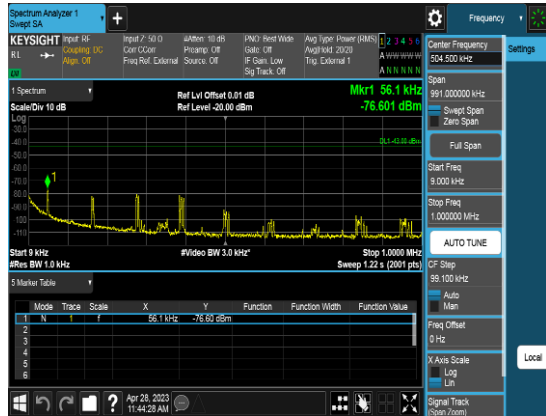 Spectrum Analyzer 1
Swept SA
+
Frequency
KEYSIGHT
RL
Input: RF
Coupling: DC
Align: Off
Input Z: 50 Ω
Corr CCorr
Freq Ref: External
#Atten: 10 dB
Preamp: Off
Source: Off
PNO: Best Wide
Gate: Off
IF Gain: Low
Sig Track: Off
Avg Type: Power (RMS)
Avg|Hold: 20/20
Trig: External 1
1 2 3 4 5 6
A W W W W W
A N N N N N
1 Spectrum
Scale/Div 10 dB
Ref Lvl Offset 0.01 dB
Ref Level -20.00 dBm
Mkr1 56.1 kHz
-76.601 dBm
Log
-30.0
-40.0
-50.0
-60.0
-70.0
-80.0
-90.0
-100
-110
DL1 -43.00 dBm
1
Start 9 kHz
#Res BW 1.0 kHz
#Video BW 3.0 kHz*
Stop 1.0000 MHz
Sweep 1.22 s (2001 pts)
5 Marker Table
Mode Trace Scale X Y Function Function Width Function Value
1 N 1 f 56.1 kHz -76.60 dBm
2
3
4
5
6
Apr 28, 2023
11:44:28 AM
Center Frequency
504.500 kHz
Span
991.000000 kHz
Swept Span
Zero Span
Full Span
Start Freq
9.000 kHz
Stop Freq
1.000000 MHz
AUTO TUNE
CF Step
99.100 kHz
Auto
Man
Freq Offset
0 Hz
X Axis Scale
Log
Lin
Signal Track
(Span Zoom)
Settings
Local